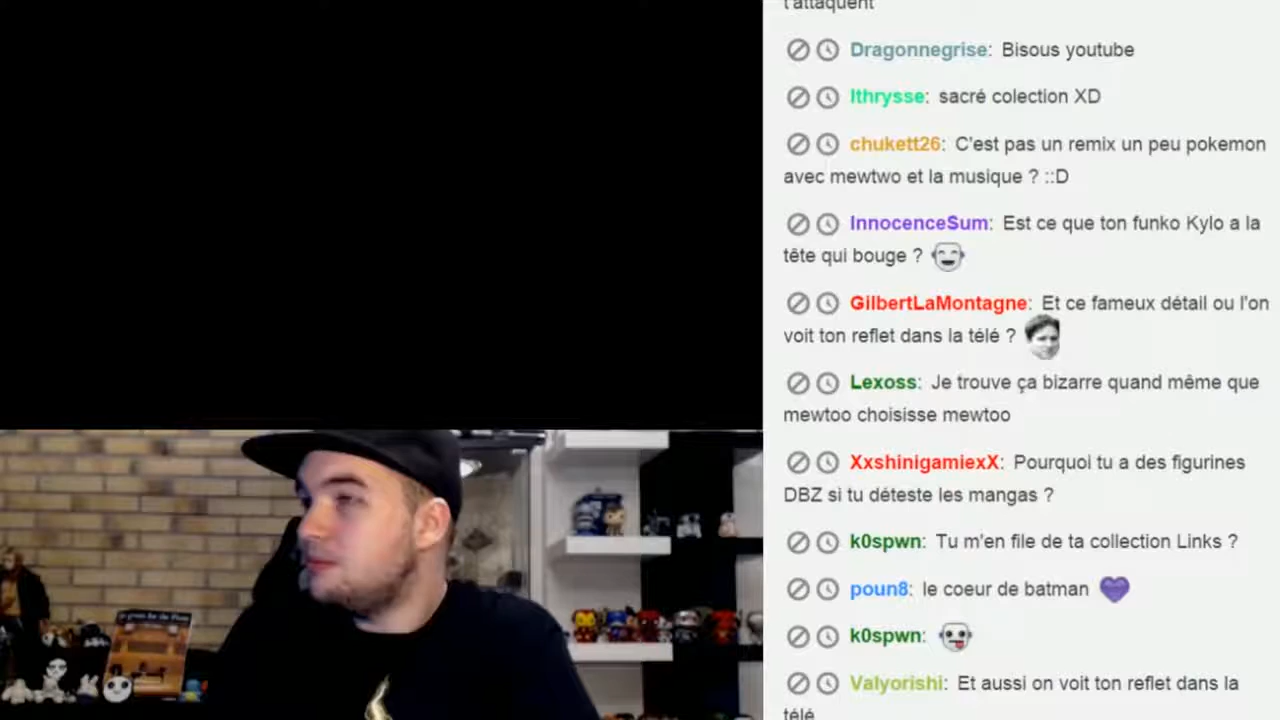 t'attaquent
Dragonnegrise: Bisous youtube
Ithrysse: sacré colection XD
chukett26: C'est pas un remix un peu pokemon
avec mewtwo et la musique ? ::D
InnocenceSum: Est ce que ton funko Kylo a la
tête qui bouge ?
GilbertLaMontagne: Et ce fameux détail ou l'on
voit ton reflet dans la télé ?
Lexoss: Je trouve ça bizarre quand même que
mewtoo choisisse mewtoo
XxshinigamiexX: Pourquoi tu a des figurines
DBZ si tu déteste les mangas ?
k0spwn: Tu m'en file de ta collection Links ?
poun8: le coeur de batman
k0spwn:
Valyorishi: Et aussi on voit ton reflet dans la
télé